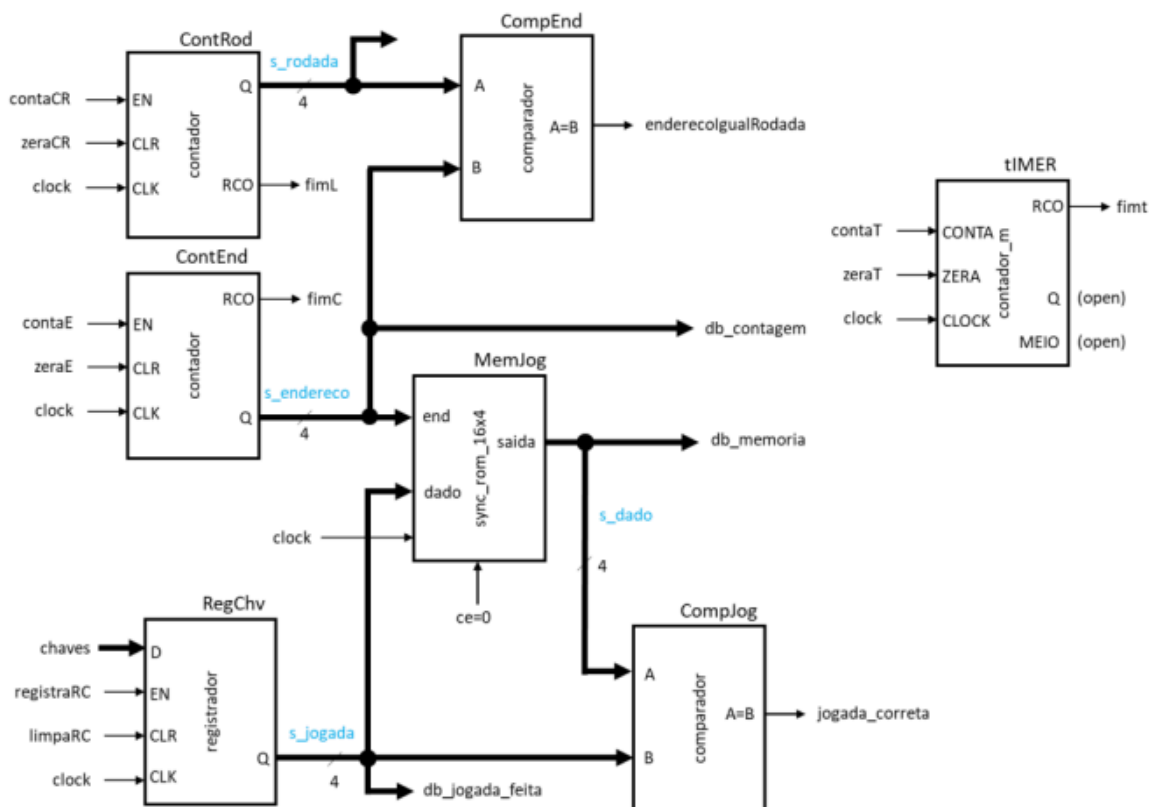 ContRod
s_rodada
4
contaCR
zeraCR
clock
EN
CLR
CLK
contador
Q
RCO
fimL
CompEnd
A
B
comparador
A=B
enderecoIgualRodada
tIMER
contaT
zeraT
clock
CONTA
ZERA
CLOCK
contador_m
RCO
fimt
Q (open)
MEIO (open)
ContEnd
contaE
zeraE
clock
EN
CLR
CLK
contador
RCO
fimC
Q
s_endereco
4
db_contagem
MemJog
end
dado
saida
sync_rom_16x4
clock
ce=0
db_memoria
s_dado
4
RegChv
chaves
registraRC
limpaRC
clock
D
EN
CLR
CLK
registrador
Q
s_jogada
4
db_jogada_feita
CompJog
A
B
comparador
A=B
jogada_correta